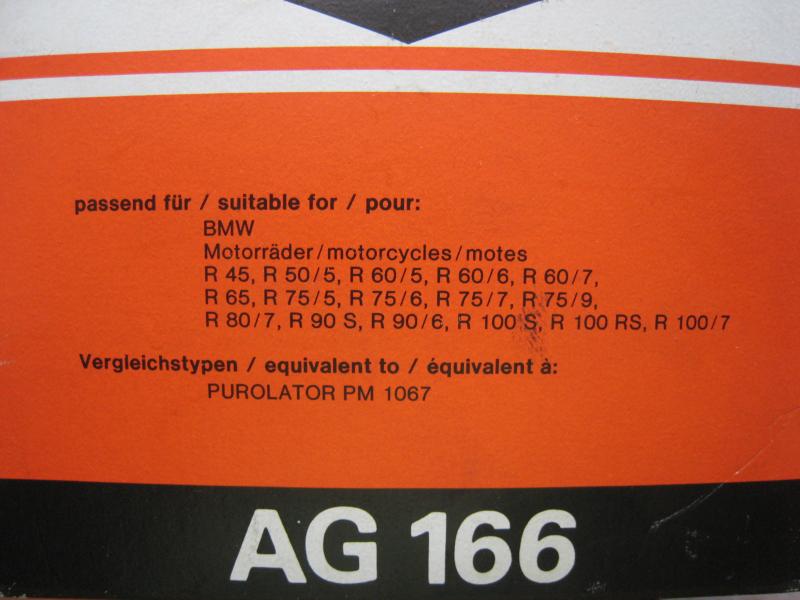 passend für / suitable for / pour:
BMW
Motorräder/motorcycles/motes
R 45, R 50/5, R 60/5, R 60/6, R 60/7,
R 65, R 75/5, R 75/6, R 75/7, R 75/9,
R 80/7, R 90 S, R 90/6, R 100 S, R 100 RS, R 100/7
Vergleichstypen / equivalent to / équivalent à:
PUROLATOR PM 1067
AG 166